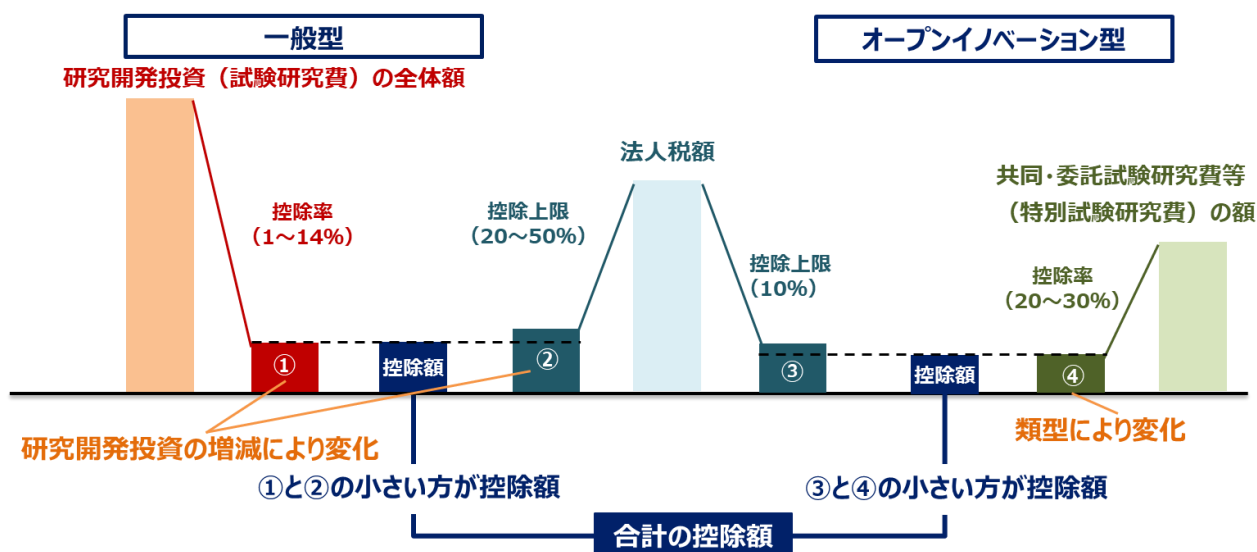 一般型
オープンイノベーション型
研究開発投資（試験研究費）の全体額
法人税額
共同・委託試験研究費等
（特別試験研究費）の額
控除率
（1～14%）
控除上限
（20～50%）
控除上限
（10%）
控除率
（20～30%）
①
控除額
②
③
控除額
④
研究開発投資の増減により変化
類型により変化
①と②の小さい方が控除額
③と④の小さい方が控除額
合計の控除額